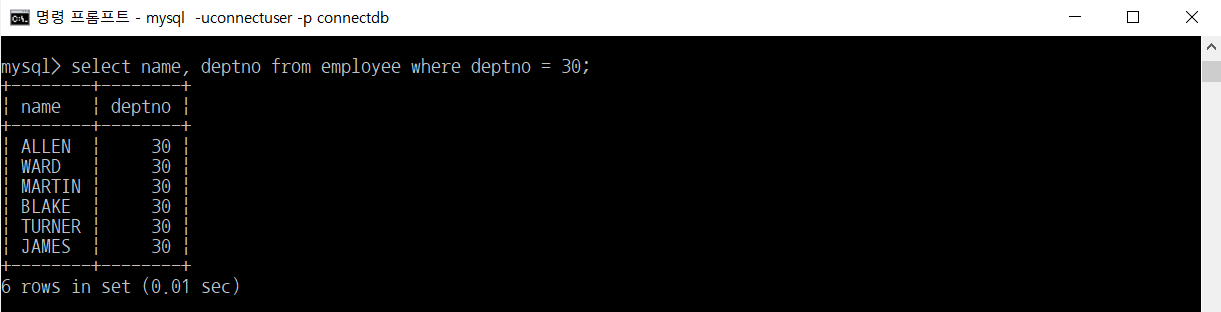 명령 프롬프트 - mysql  -uconnectuser -p connectdb
mysql> select name, deptno from employee where deptno = 30;
+--------+--------+
¦ name   ¦ deptno ¦
+--------+--------+
¦ ALLEN  ¦     30 ¦
¦ WARD   ¦     30 ¦
¦ MARTIN ¦     30 ¦
¦ BLAKE  ¦     30 ¦
¦ TURNER ¦     30 ¦
¦ JAMES  ¦     30 ¦
+--------+--------+
6 rows in set (0.01 sec)